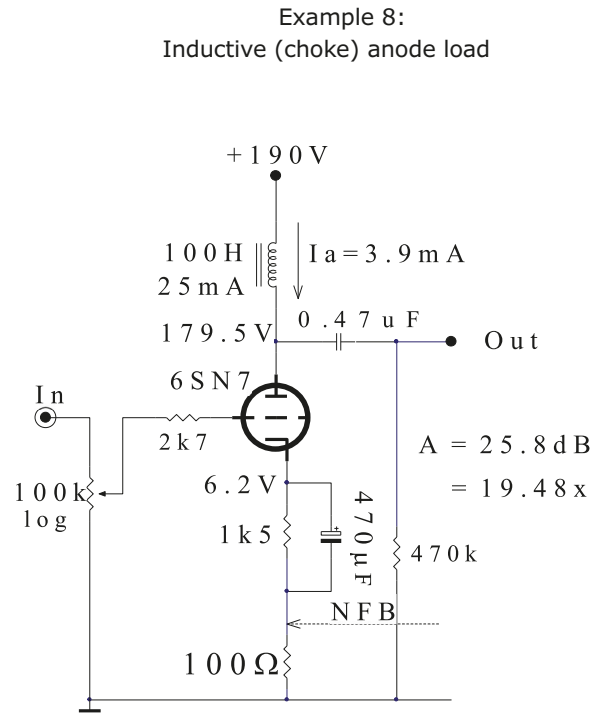 Example 8:
Inductive (choke) anode load
+190V
100H
25mA
Ia=3.9mA
179.5V
0.47uF
Out
6SN7
In
2k7
A = 25.8dB
= 19.48x
100k
log
6.2V
1k5
470µF
470k
NFB
100Ω